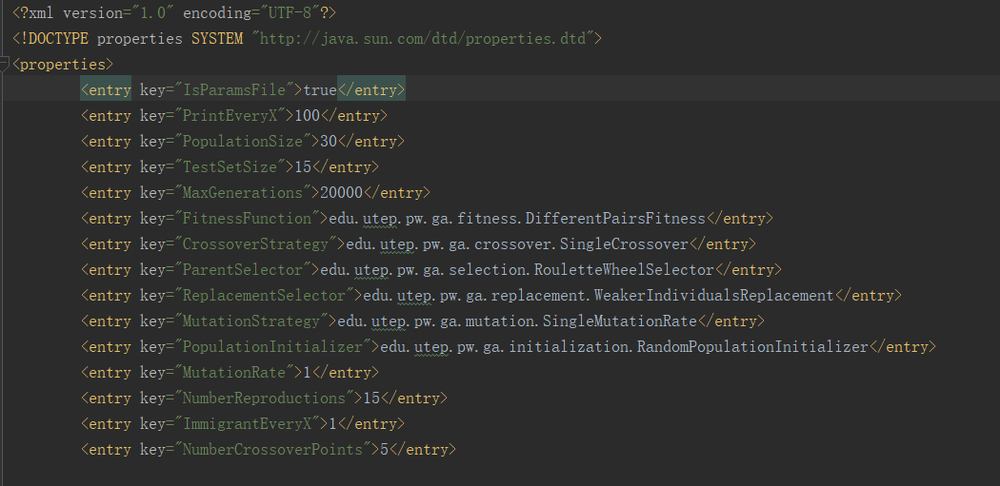 <?xml version="1.0" encoding="UTF-8"?>
<!DOCTYPE properties SYSTEM "http://java.sun.com/dtd/properties.dtd">
<properties>
<entry key="IsParamsFile">true</entry>
<entry key="PrintEveryX">100</entry>
<entry key="PopulationSize">30</entry>
<entry key="TestSetSize">15</entry>
<entry key="MaxGenerations">20000</entry>
<entry key="FitnessFunction">edu.utep.pw.ga.fitness.DifferentPairsFitness</entry>
<entry key="CrossoverStrategy">edu.utep.pw.ga.crossover.SingleCrossover</entry>
<entry key="ParentSelector">edu.utep.pw.ga.selection.RouletteWheelSelector</entry>
<entry key="ReplacementSelector">edu.utep.pw.ga.replacement.WeakerIndividualsReplacement</entry>
<entry key="MutationStrategy">edu.utep.pw.ga.mutation.SingleMutationRate</entry>
<entry key="PopulationInitializer">edu.utep.pw.ga.initialization.RandomPopulationInitializer</entry>
<entry key="MutationRate">1</entry>
<entry key="NumberReproductions">15</entry>
<entry key="ImmigrantEveryX">1</entry>
<entry key="NumberCrossoverPoints">5</entry>